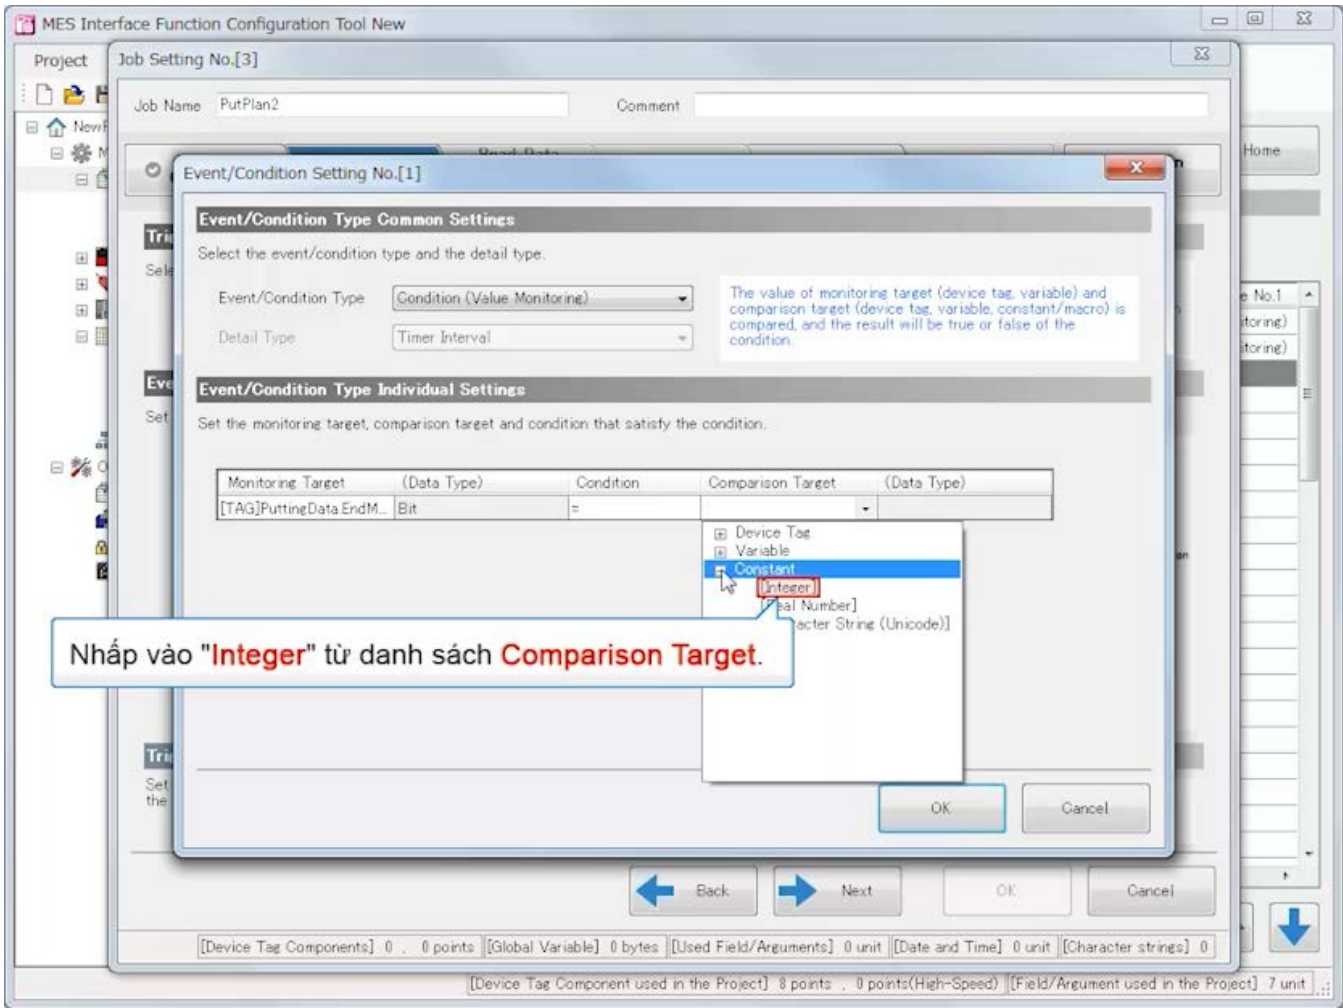 MES Interface Function Configuration Tool New
Project
Job Setting No.[3]
Job Name PutPlan2 Comment
Home
Event/Condition Setting No.[1]
Event/Condition Type Common Settings
Select the event/condition type and the detail type.
Event/Condition Type Condition (Value Monitoring)
Detail Type Timer Interval
The value of monitoring target (device tag, variable) and
comparison target (device tag, variable, constant/macro) is
compared, and the result will be true or false of the
condition.
Event/Condition Type Individual Settings
Set the monitoring target, comparison target and condition that satisfy the condition.
Monitoring Target (Data Type) Condition Comparison Target (Data Type)
[TAG]PuttingData.EndM... Bit =
Device Tag
Variable
Constant
[Integer]
Number]
String (Unicode)]
Nhấp vào "Integer" từ danh sách Comparison Target.
Set
the
OK Cancel
Back Next OK Cancel
[Device Tag Components] 0 , 0 points [Global Variable] 0 bytes [Used Field/Arguments] 0 unit [Date and Time] 0 unit [Character strings] 0
[Device Tag Component used in the Project] 8 points , 0 points(High-Speed) [Field/Argument used in the Project] 7 unit